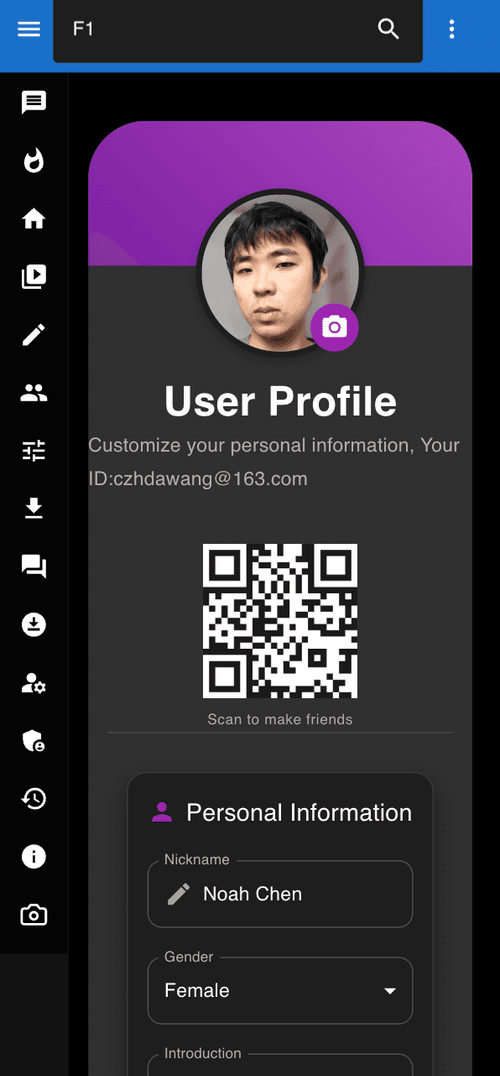 F1
User Profile
Customize your personal information, Your
ID:czhdawang@163.com
Scan to make friends
Personal Information
Nickname
Noah Chen
Gender
Female
Introduction